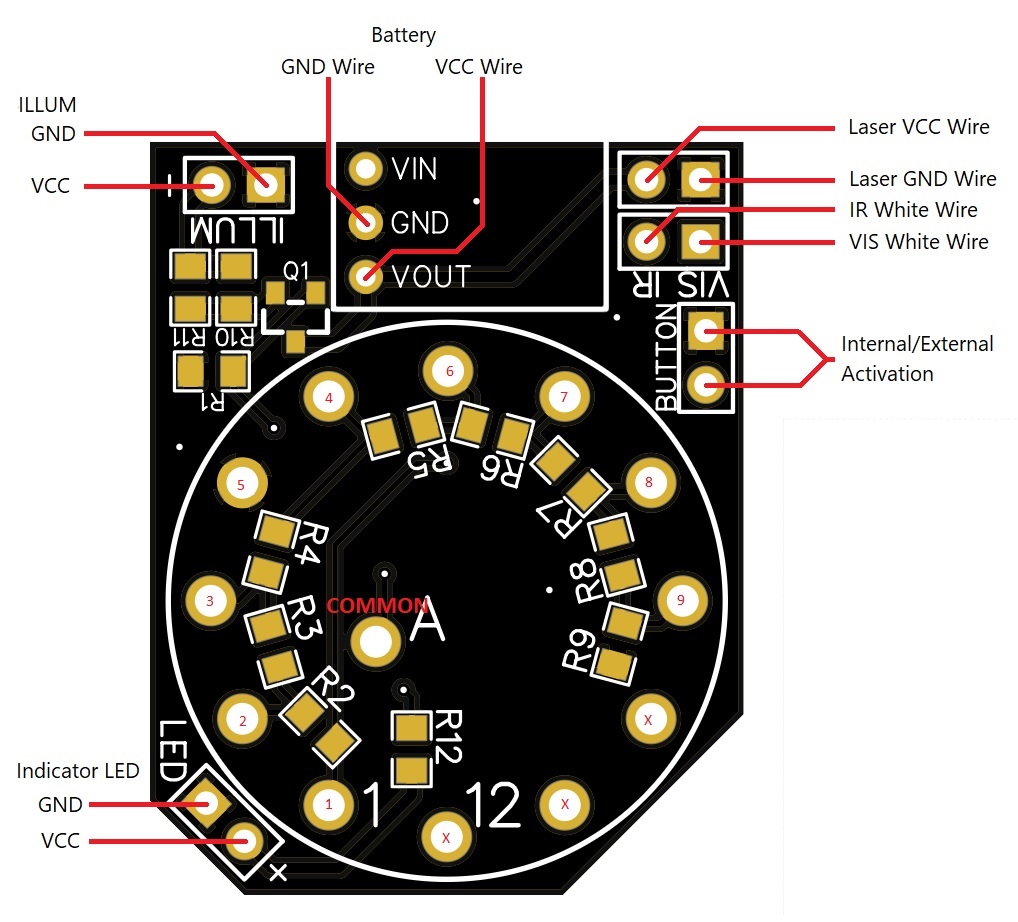 Battery
GND Wire
VCC Wire
ILLUM
GND
VCC
Laser VCC Wire
Laser GND Wire
IR White Wire
VIS White Wire
VIN
GND
VOUT
+
ILLUM
Q1
VIS IR
BUTTON
Internal/External
Activation
R11
R10
R1
4
6
7
5
8
R5
R6
R7
R4
R8
3
9
R3
R9
COMMON
A
R2
2
X
R12
LED
Indicator LED
GND
VCC
1
1
12
X
X
+